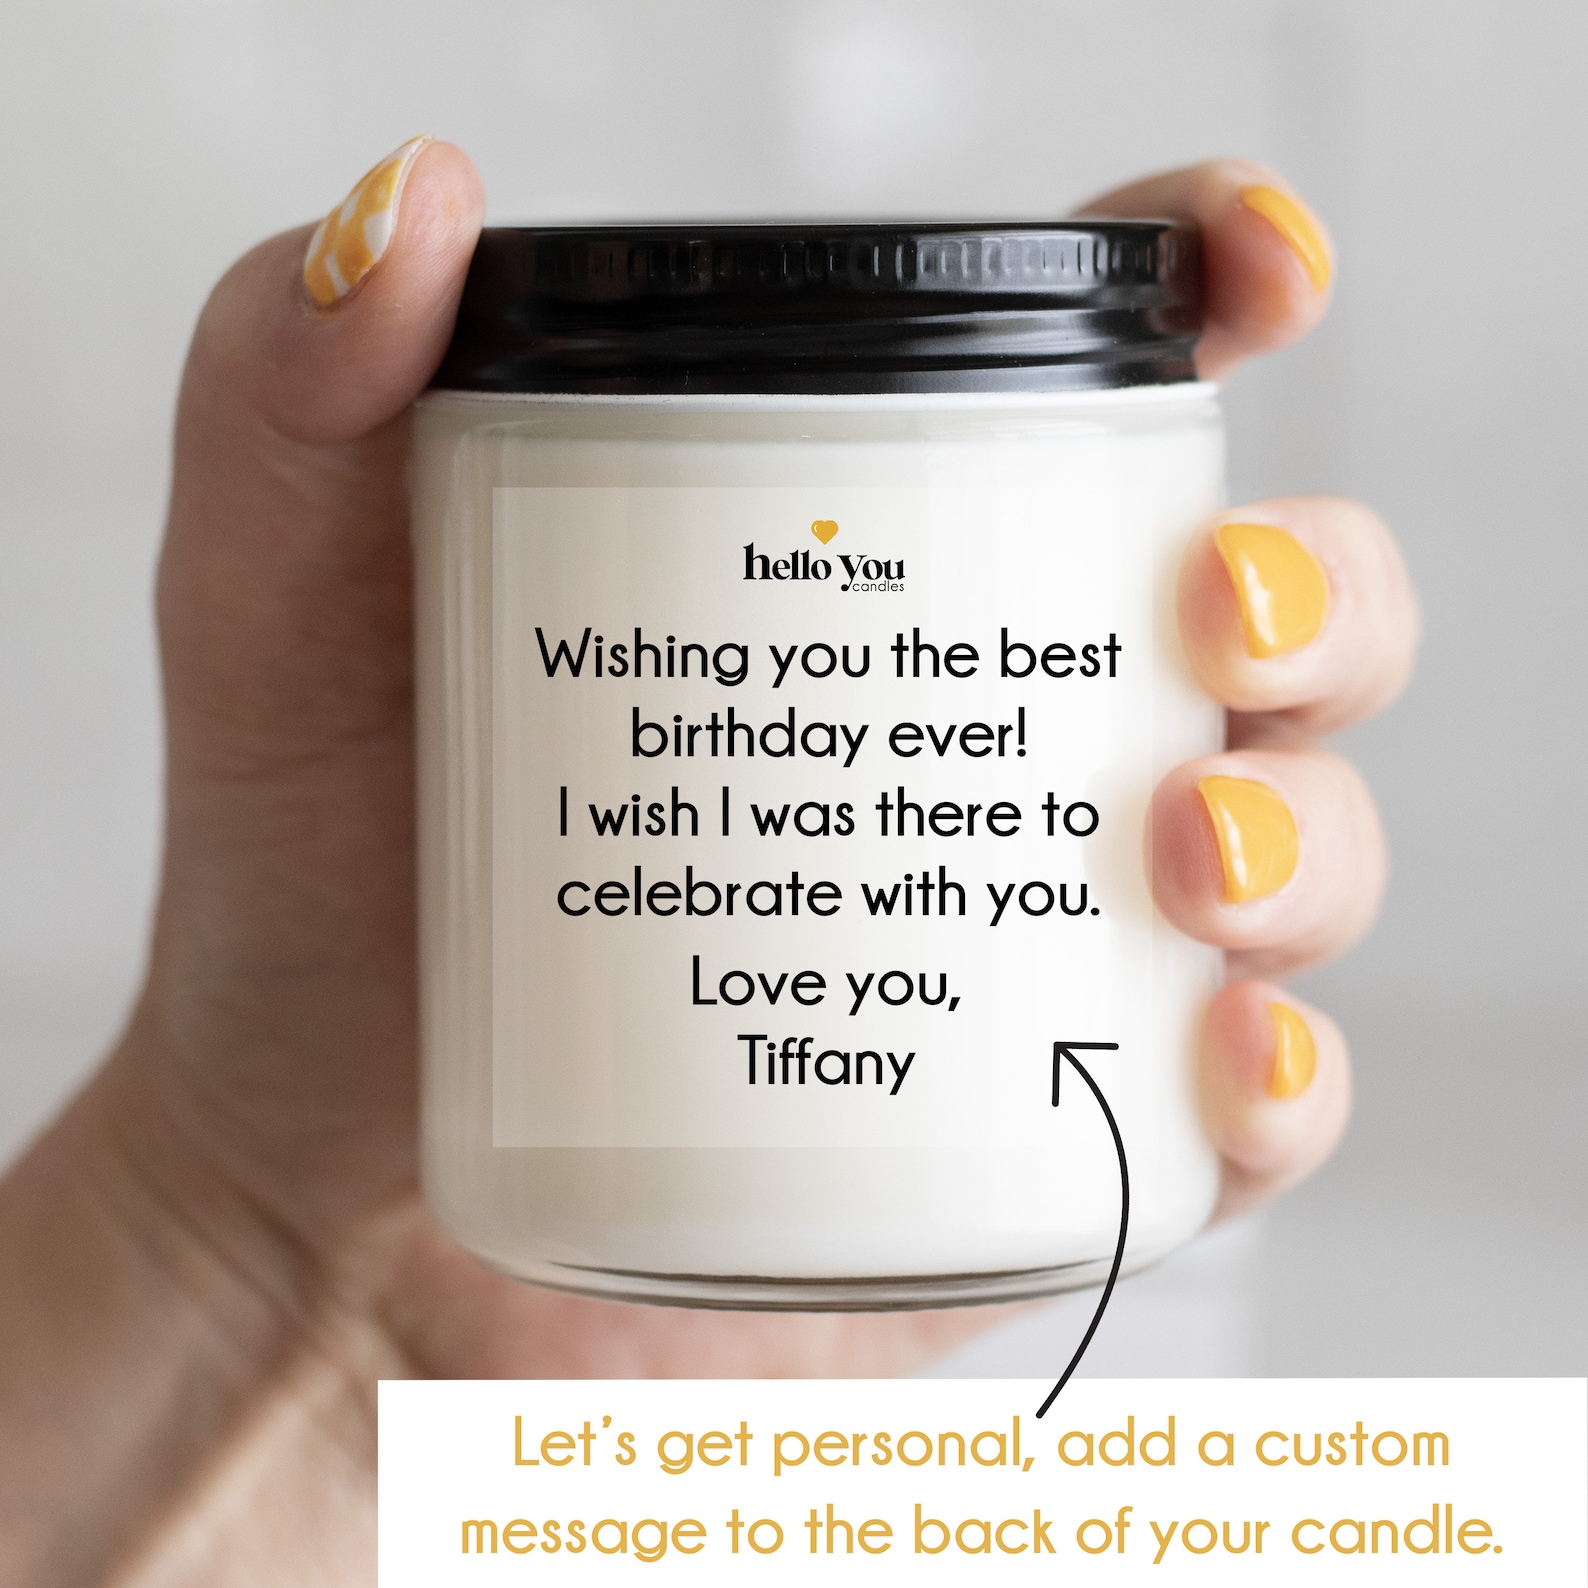 hello you
candles
Wishing you the best
birthday ever!
I wish I was there to
celebrate with you.
Love you,
Tiffany
Let's get personal, add a custom
message to the back of your candle.